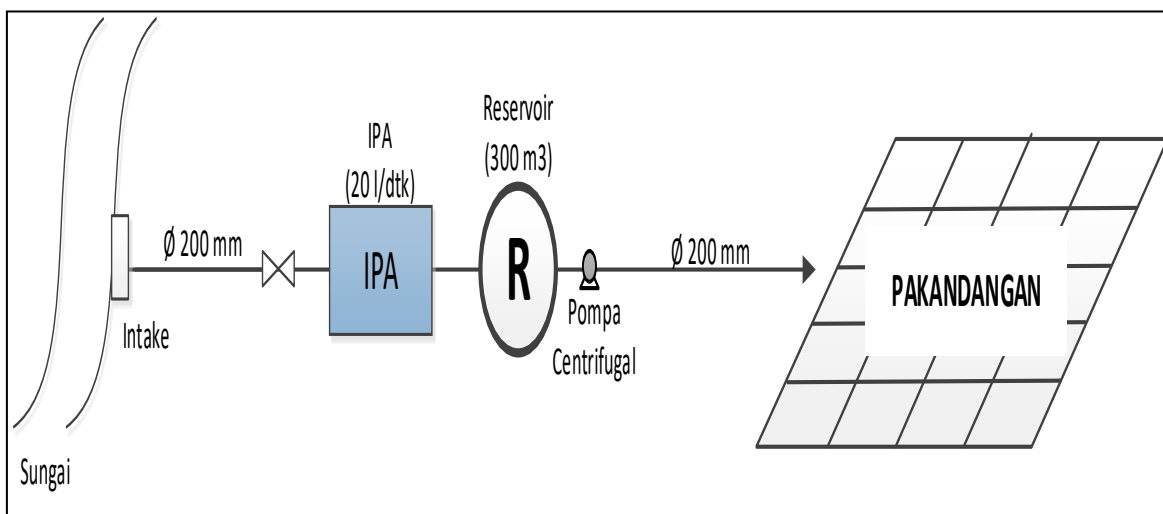 Reservoir
(300 m3)
IPA
(20 l/dtk)
Ø 200 mm
IPA
R
Ø 200 mm
PAKANDANGAN
Intake
Pompa
Centrifugal
Sungai